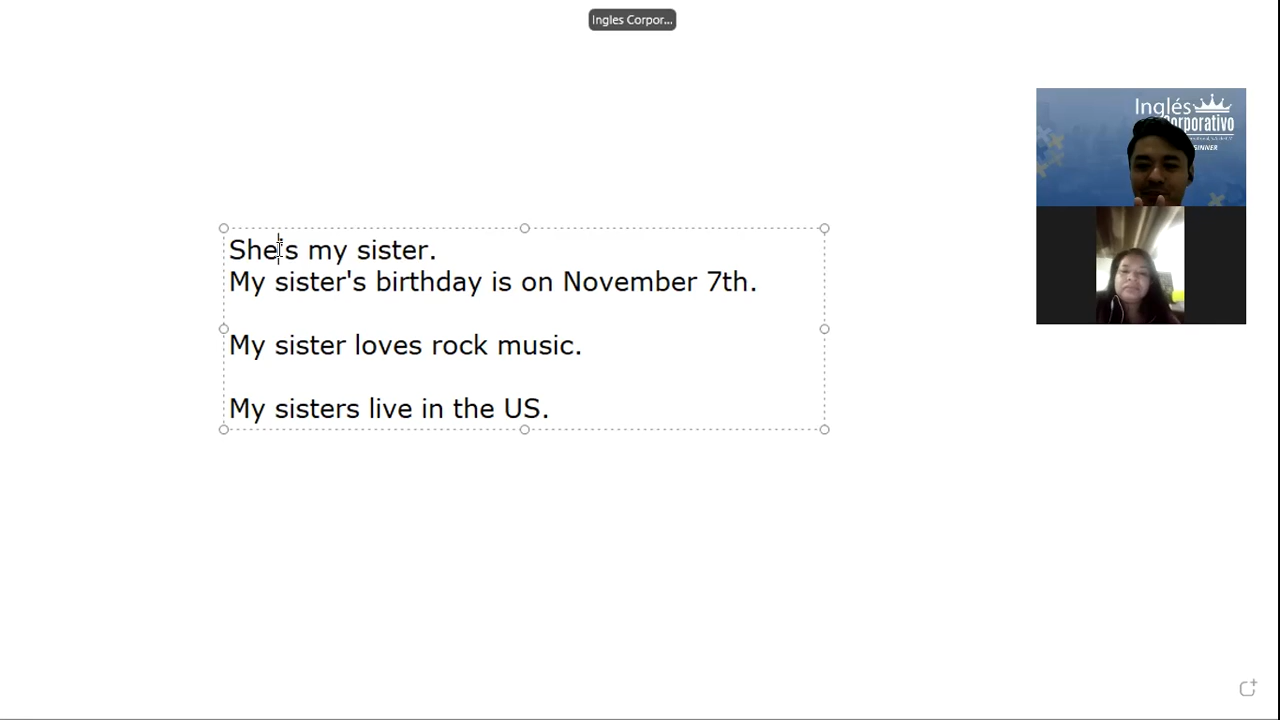 Ingles Corpor...
Inglés
Corporativo
She's my sister.
My sister's birthday is on November 7th.
My sister loves rock music.
My sisters live in the US.